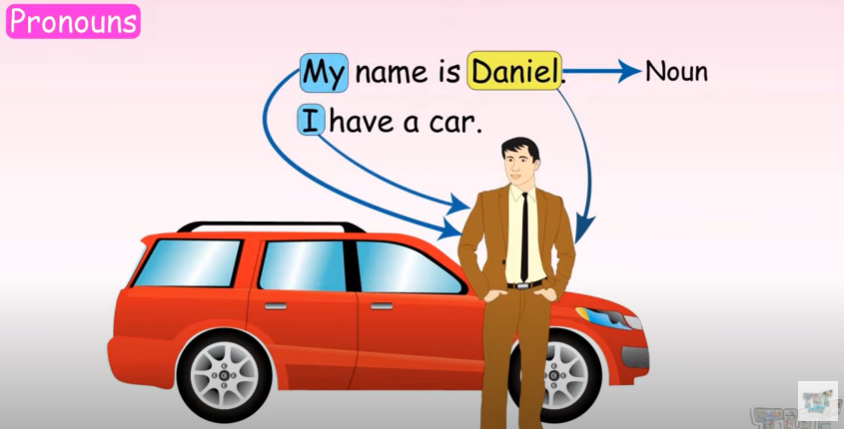 Pronouns
My name is Daniel. Noun
I have a car.